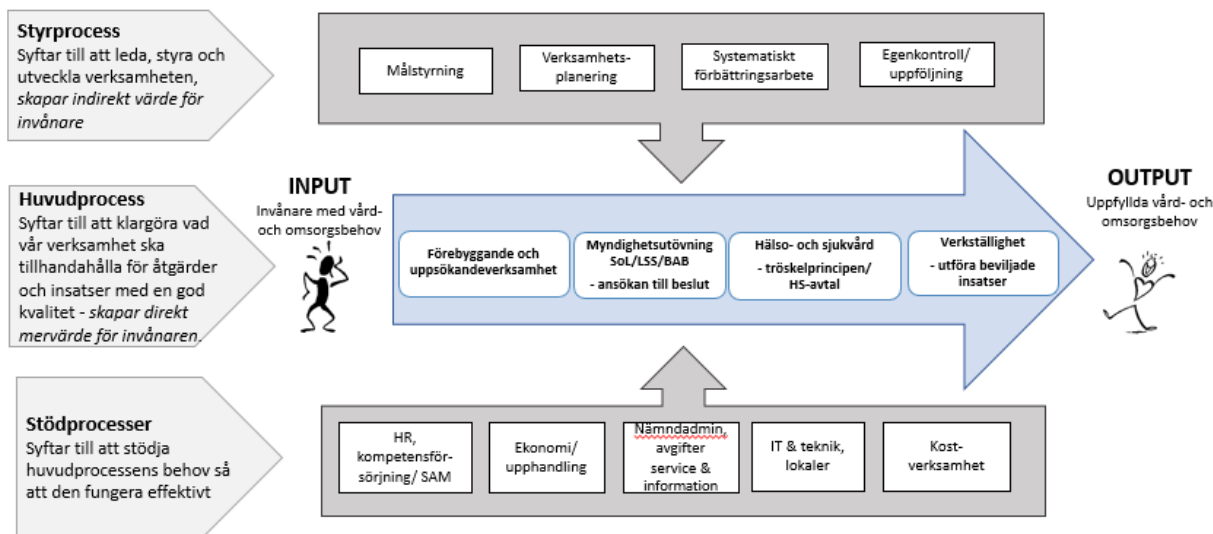 Styrprocess
Syftar till att leda, styra och
utveckla verksamheten,
skapar indirekt värde för
invånare
Målstyrning
Verksamhets-
planering
Systematiskt
förbättringsarbete
Egenkontroll/
uppföljning
Huvudprocess
Syftar till att klargöra vad
vår verksamhet ska
tillhandahålla för åtgärder
och insatser med en god
kvalitet - skapar direkt
mervärde för invånaren.
INPUT
Invånare med vård-
och omsorgsbehov
Förebyggande och
uppsökandeverksamhet
Myndighetsutövning
SoL/LSS/BAB
- ansökan till beslut
Hälso- och sjukvård
- tröskelprincipen/
HS-avtal
Verkställighet
- utföra beviljade
insatser
OUTPUT
Uppfyllda vård- och
omsorgsbehov
Stödprocesser
Syftar till att stödja
huvudprocessens behov så
att den fungera effektivt
HR,
kompetensför-
sörjning/ SAM
Ekonomi/
upphandling
Nämndadmin,
avgifter
service &
information
IT & teknik,
lokaler
Kost-
verksamhet